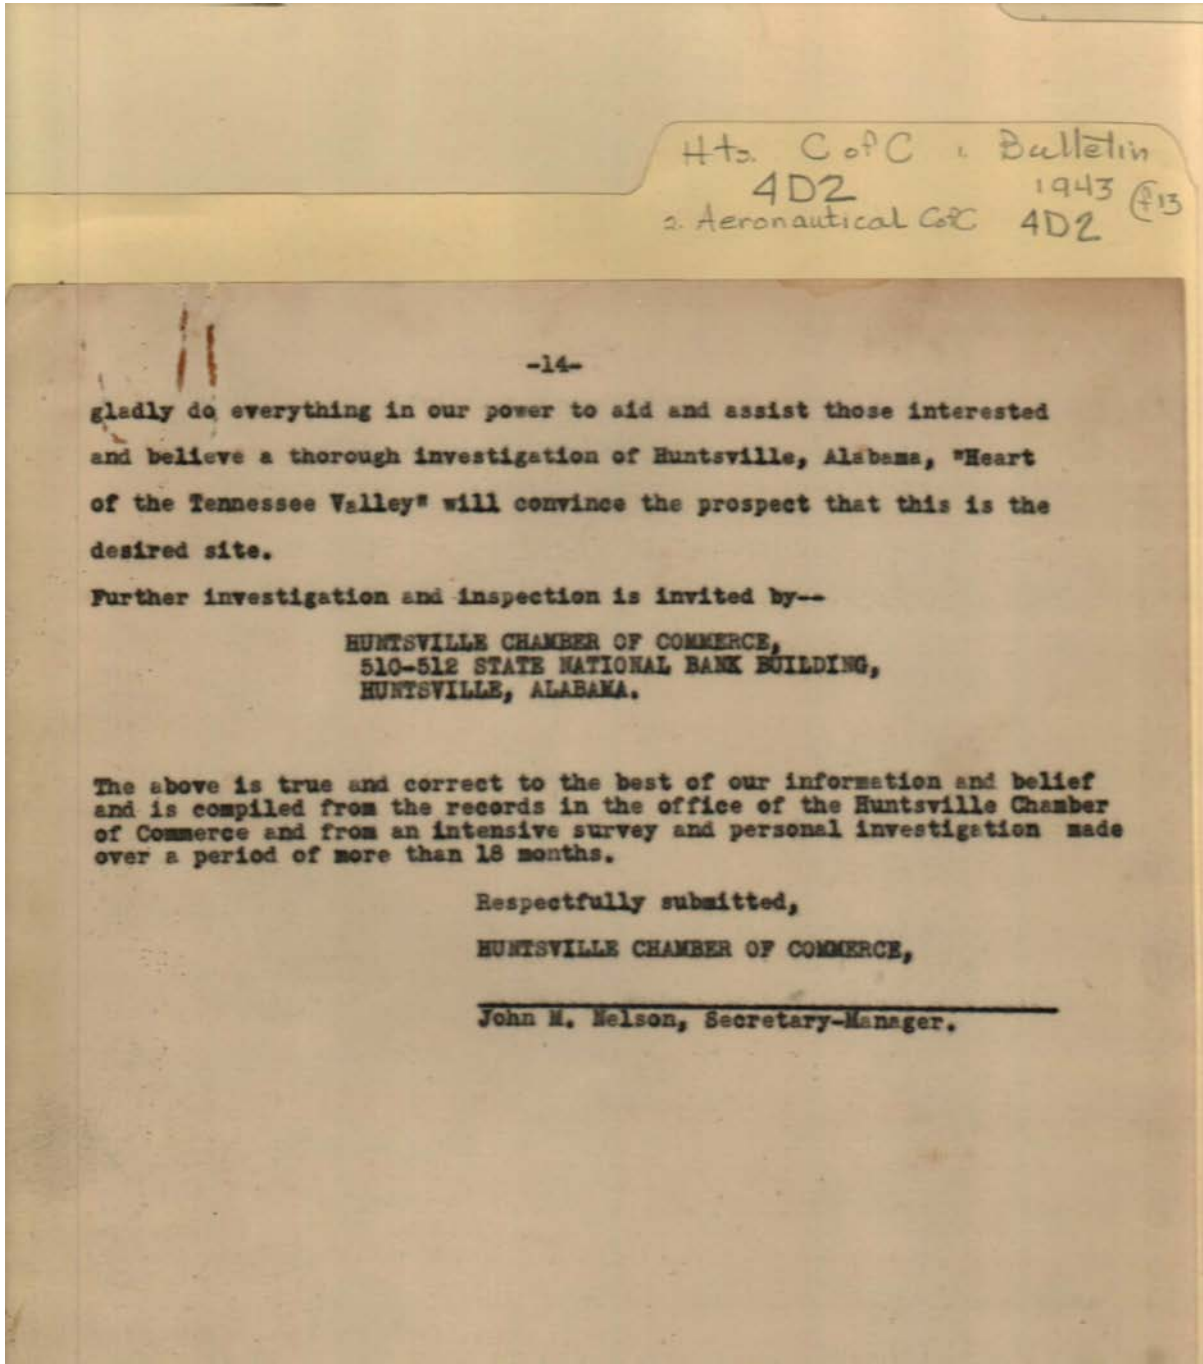 Hts. C of C 1. Bulletin
4D2 1943 f13
2. Aeronautical CofC 4D2
-14-
gladly do everything in our power to aid and assist those interested
and believe a thorough investigation of Huntsville, Alabama, "Heart
of the Tennessee Valley" will convince the prospect that this is the
desired site.
Further investigation and inspection is invited by--
HUNTSVILLE CHAMBER OF COMMERCE,
510-512 STATE NATIONAL BANK BUILDING,
HUNTSVILLE, ALABAMA.
The above is true and correct to the best of our information and belief
and is compiled from the records in the office of the Huntsville Chamber
of Commerce and from an intensive survey and personal investigation made
over a period of more than 18 months.
Respectfully submitted,
HUNTSVILLE CHAMBER OF COMMERCE,
John M. Nelson, Secretary-Manager.